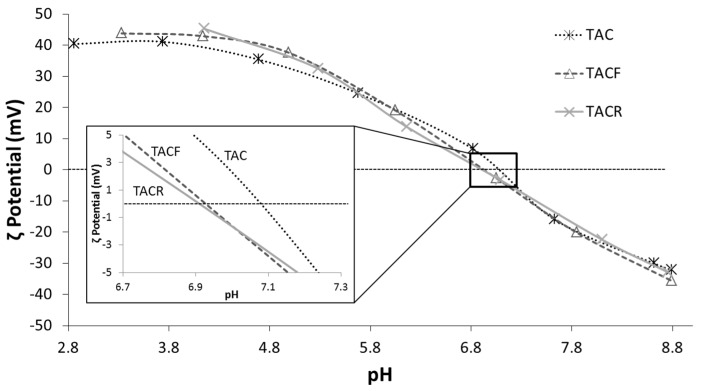 50
40
30
20
10
0
-10
-20
-30
-40
-50
ζ Potential (mV)
2.8 3.8 4.8 5.8 6.8 7.8 8.8
pH
TAC
TACF
TACR
5
3
1
-1
-3
-5
ζ Potential (mV)
TACF
TAC
TACR
6.7 6.9 7.1 7.3
pH